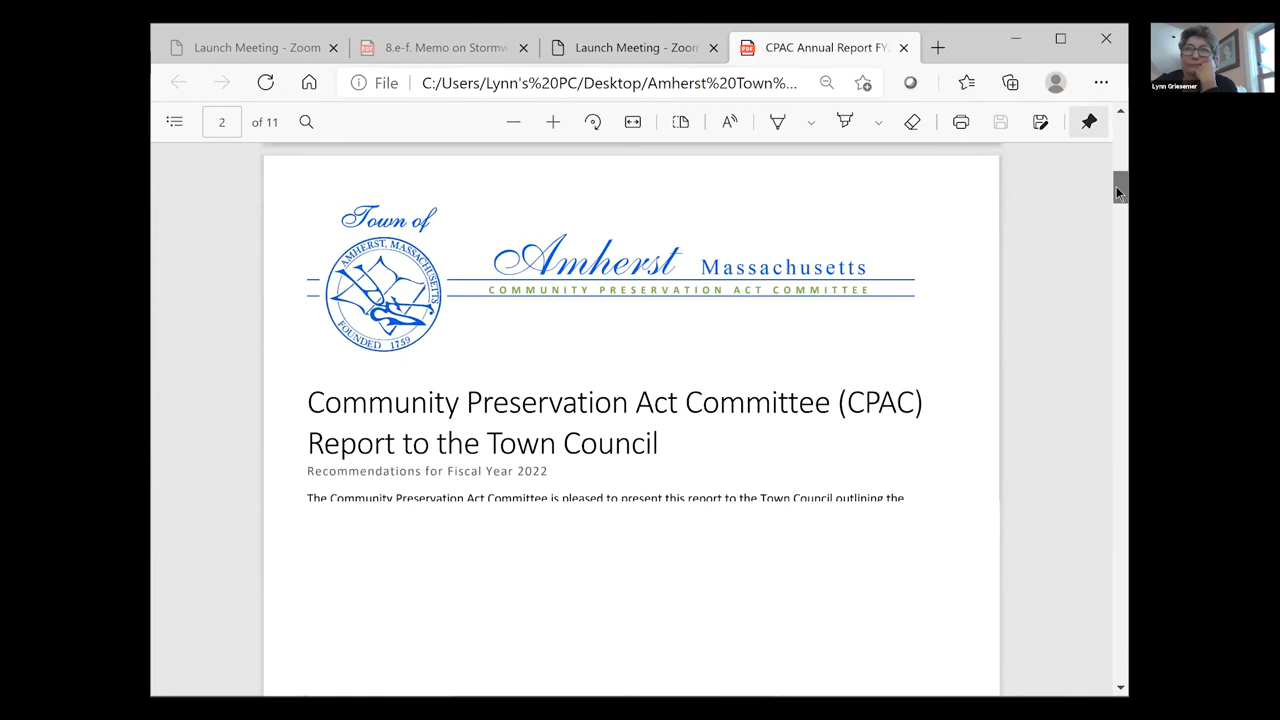 Launch Meeting - Zoom
8.e-f. Memo on Stormw
Launch Meeting - Zoom
CPAC Annual Report FY
File
C:/Users/Lynn's%20PC/Desktop/Amherst%20Town%...
2 of 11
Lynn Griesemer
Town of
AMHERST, MASSACHUSETTS
FOUNDED 1759
Amherst Massachusetts
COMMUNITY PRESERVATION ACT COMMITTEE
Community Preservation Act Committee (CPAC)
Report to the Town Council
Recommendations for Fiscal Year 2022
The Community Preservation Act Committee is pleased to present this report to the Town Council outlining the